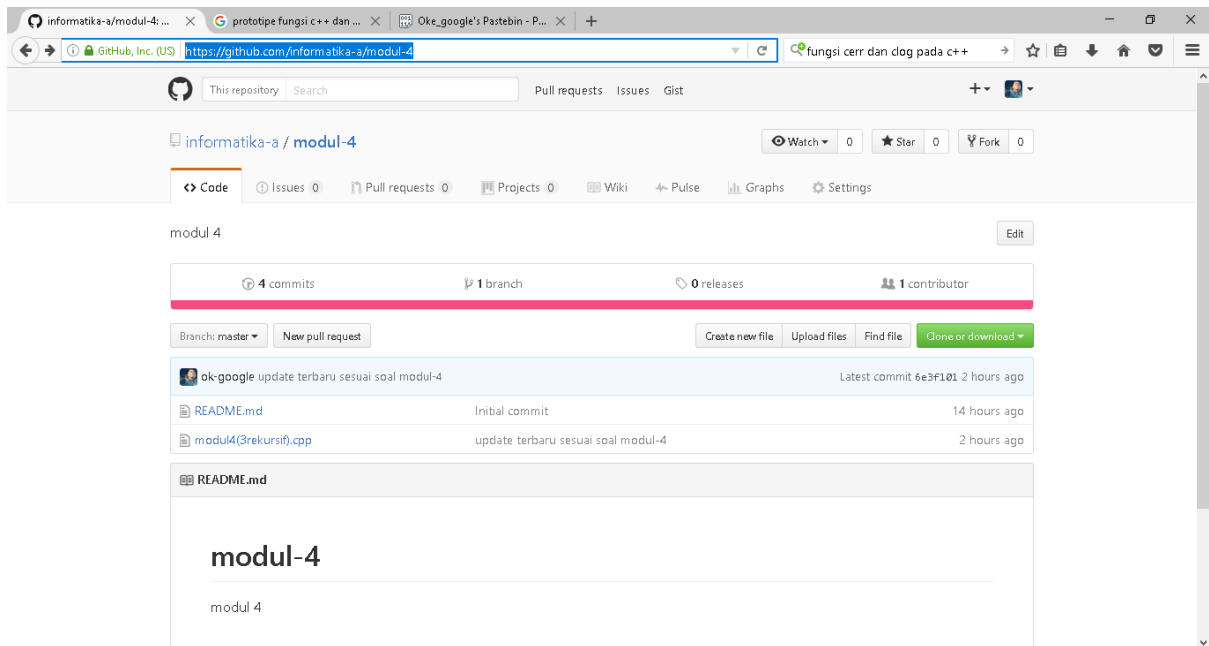 informatika-a/modul-4: ... prototipe fungsi c++ dan ... Oke_google's Pastebin - P...
GitHub, Inc. (US) https://github.com/informatika-a/modul-4 fungsi cerr dan clog pada c++
This repository Search Pull requests Issues Gist
informatika-a / modul-4 Watch 0 Star 0 Fork 0
Code Issues 0 Pull requests 0 Projects 0 Wiki Pulse Graphs Settings
modul 4 Edit
4 commits 1 branch 0 releases 1 contributor
Branch: master New pull request Create new file Upload files Find file Clone or download
ok-google update terbaru sesuai soal modul-4 Latest commit 6e3f101 2 hours ago
README.md Initial commit 14 hours ago
modul4(3rekursif).cpp update terbaru sesuai soal modul-4 2 hours ago
README.md
modul-4
modul 4